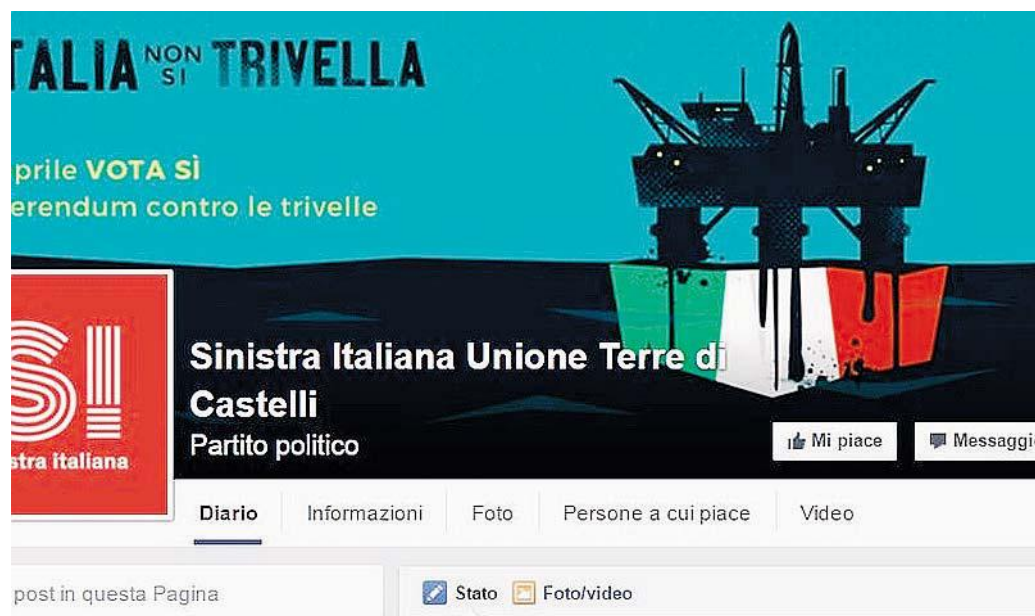 TALIA NON SI TRIVELLA
prile VOTA SÌ
erendum contro le trivelle
SI
stra italiana
Sinistra Italiana Unione Terre di
Castelli
Partito politico
Mi piace
Messaggi
Diario Informazioni Foto Persone a cui piace Video
post in questa Pagina
Stato Foto/video